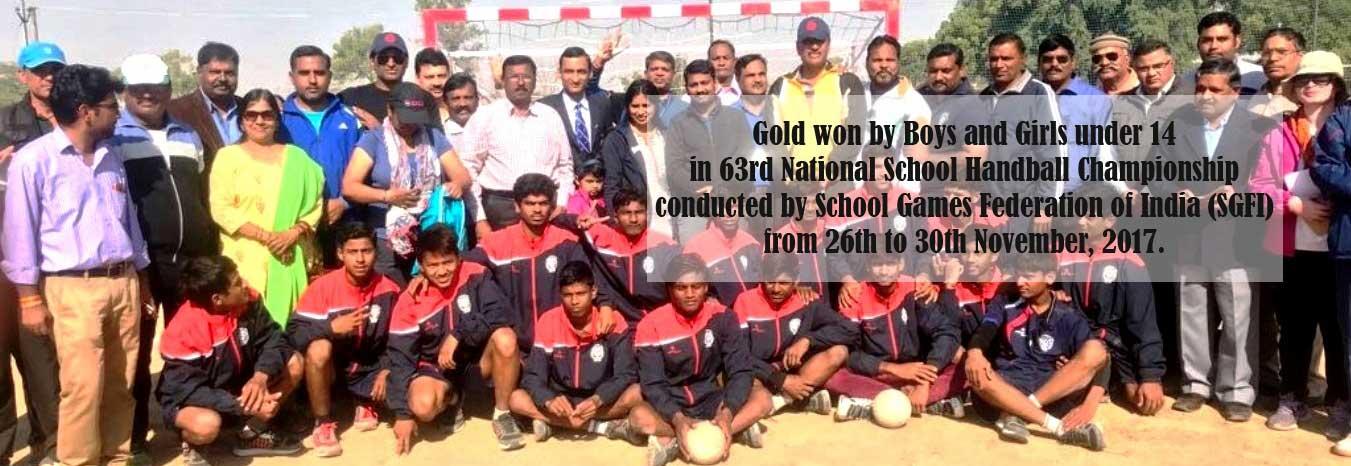 Gold won by Boys and Girls under 14
in 63rd National School Handball Championship
conducted by School Games Federation of India (SGFI)
from 26th to 30th November, 2017.